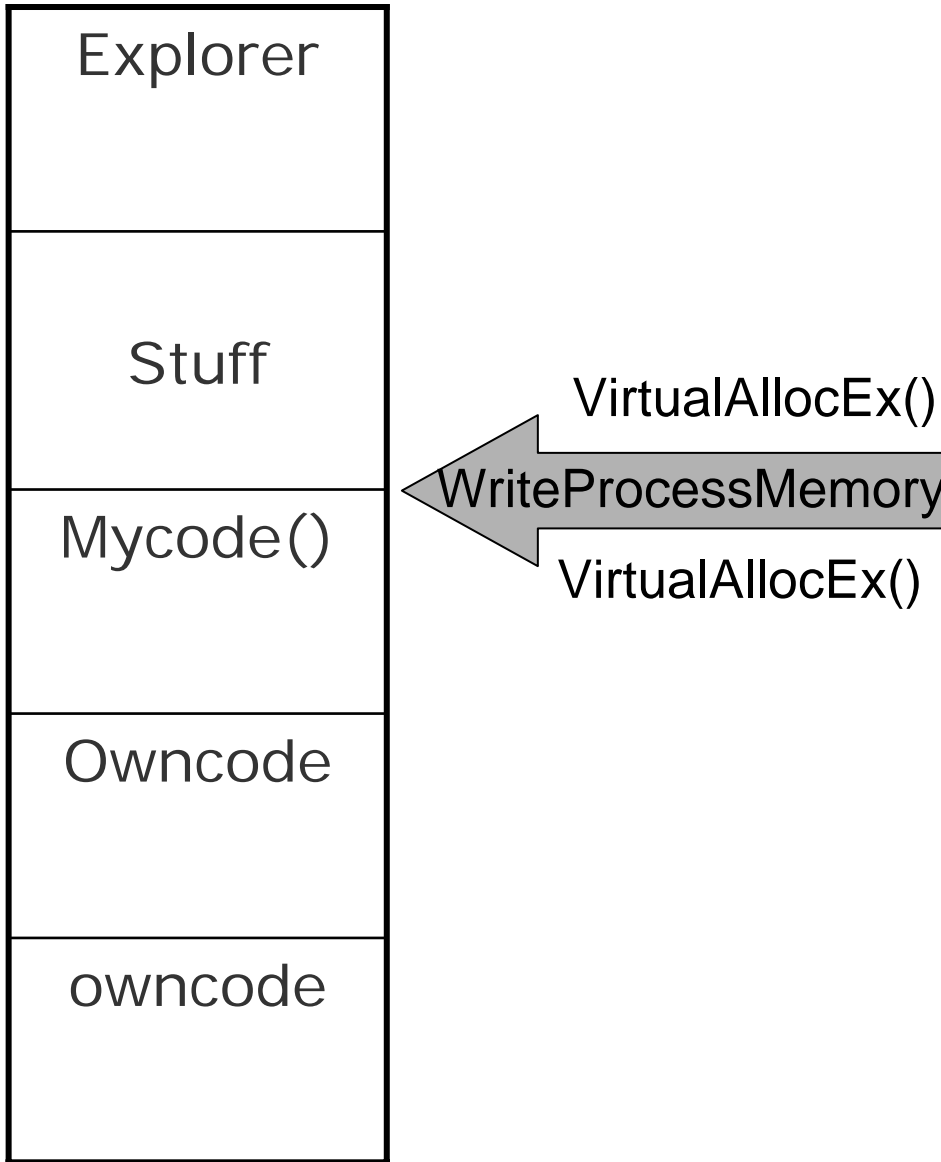 Explorer
Stuff
VirtualAllocEx()
WriteProcessMemory
Mycode()
VirtualAllocEx()
Owncode
owncode